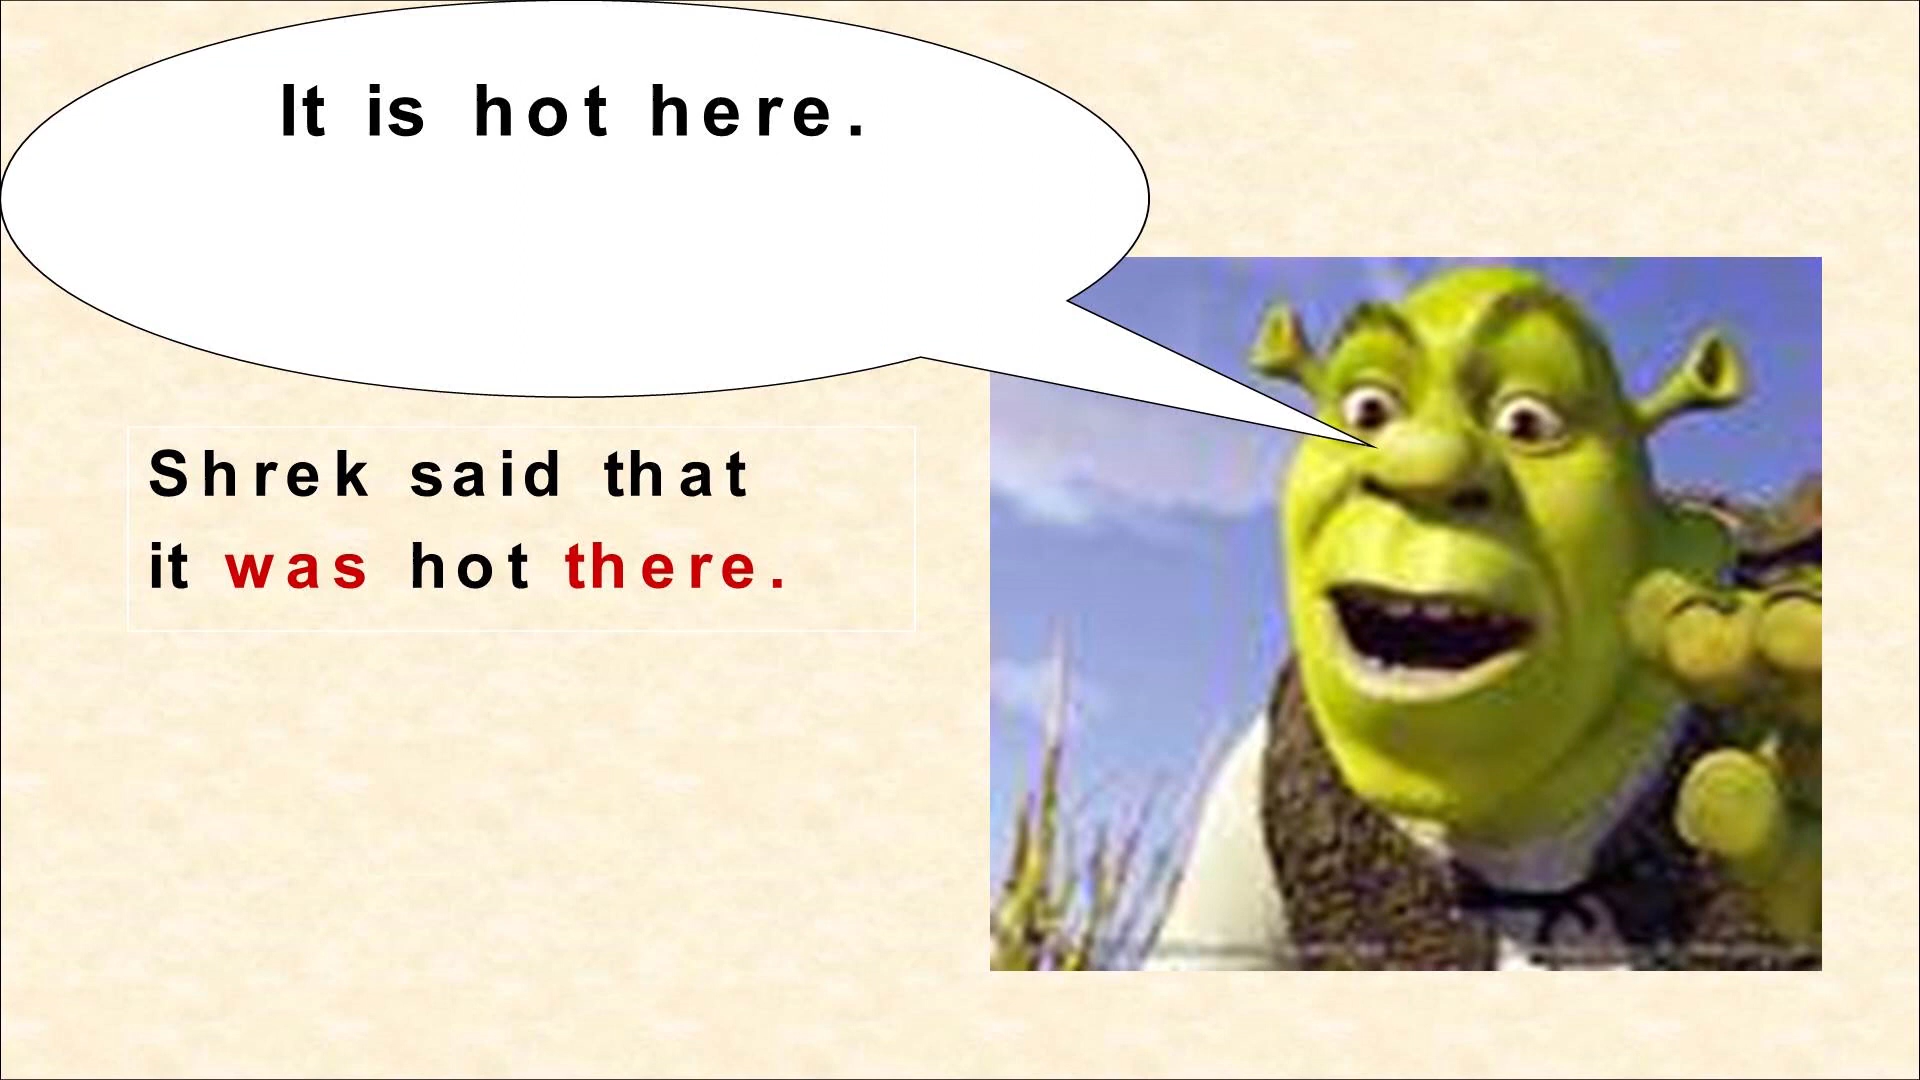 It is hot here.
Shrek said that
it was hot there.